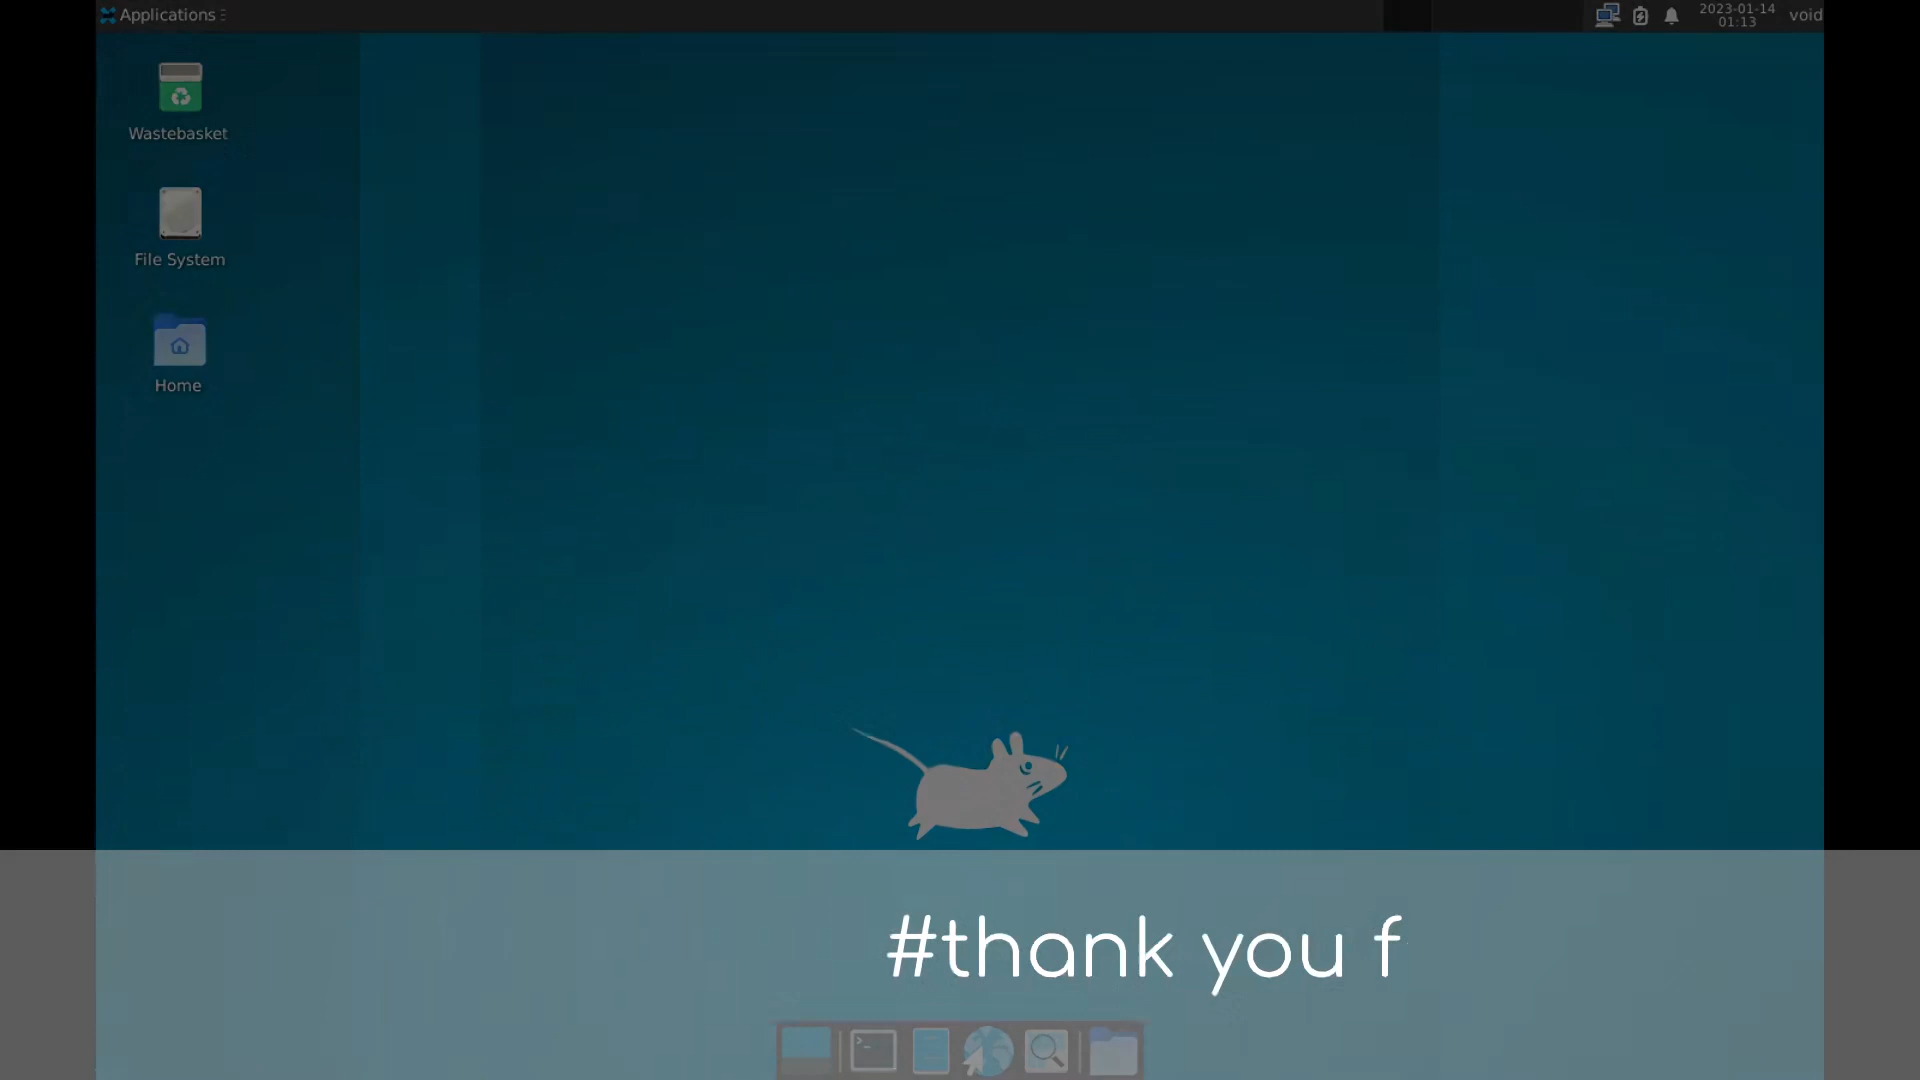 Applications
2023-01-14
01:13
void
Wastebasket
File System
Home
#thank you f